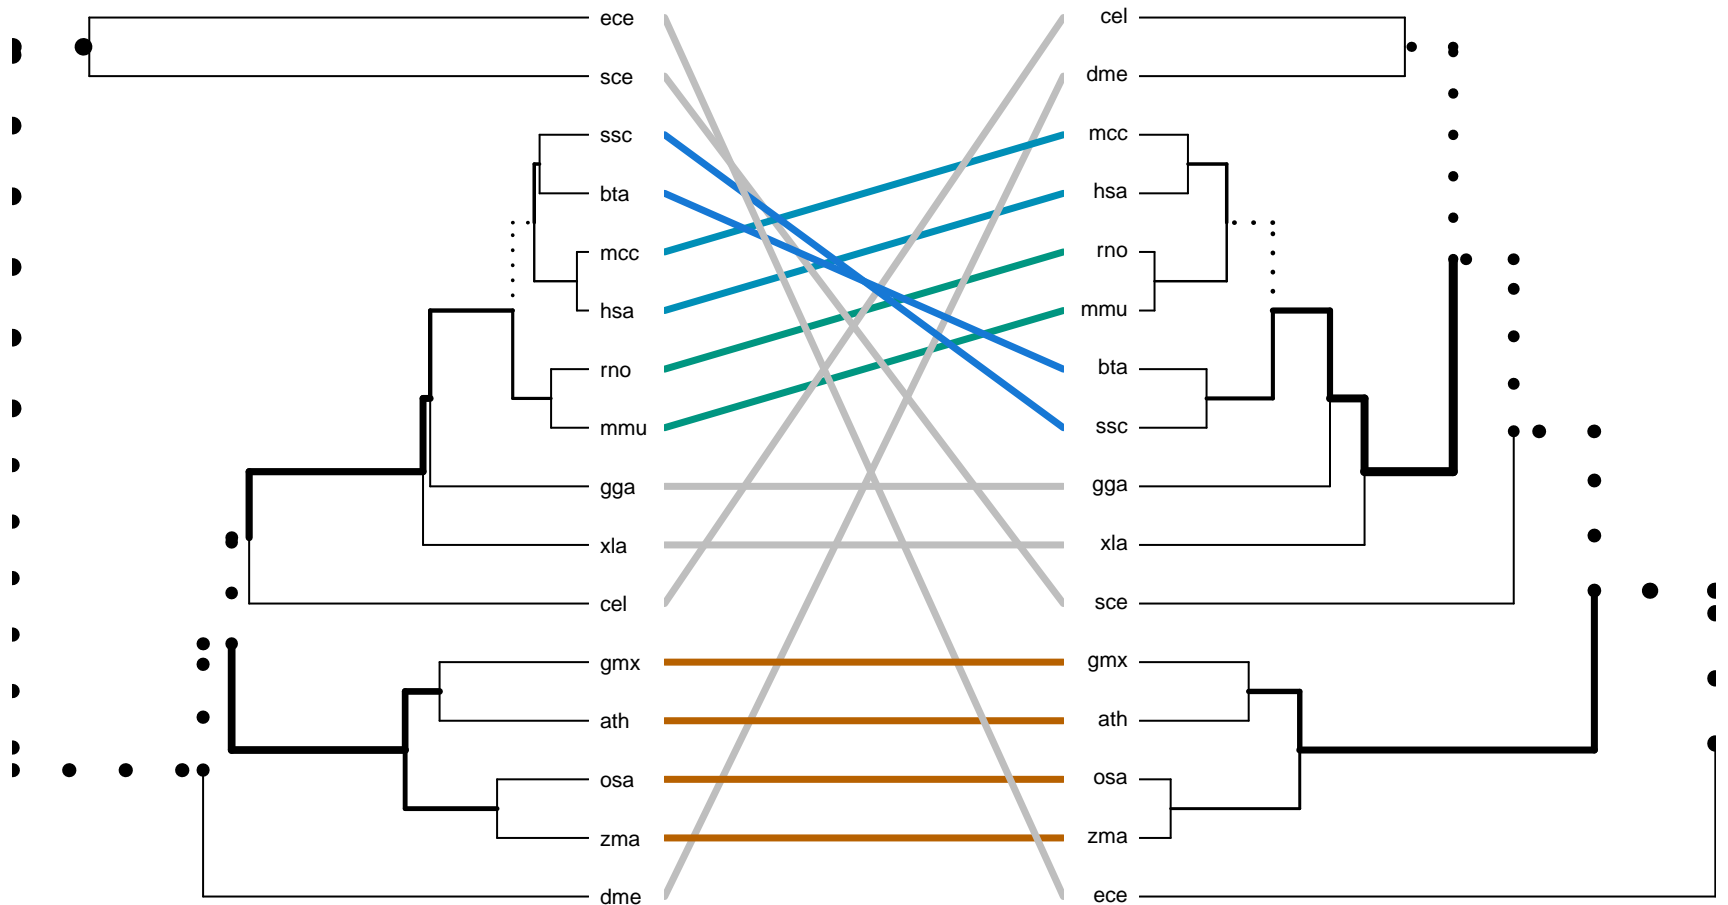 ece
sce
ssc
bta
mcc
hsa
rno
mmu
gga
xla
cel
gmx
ath
osa
zma
dme
cel
dme
mcc
hsa
rno
mmu
bta
ssc
gga
xla
sce
gmx
ath
osa
zma
ece